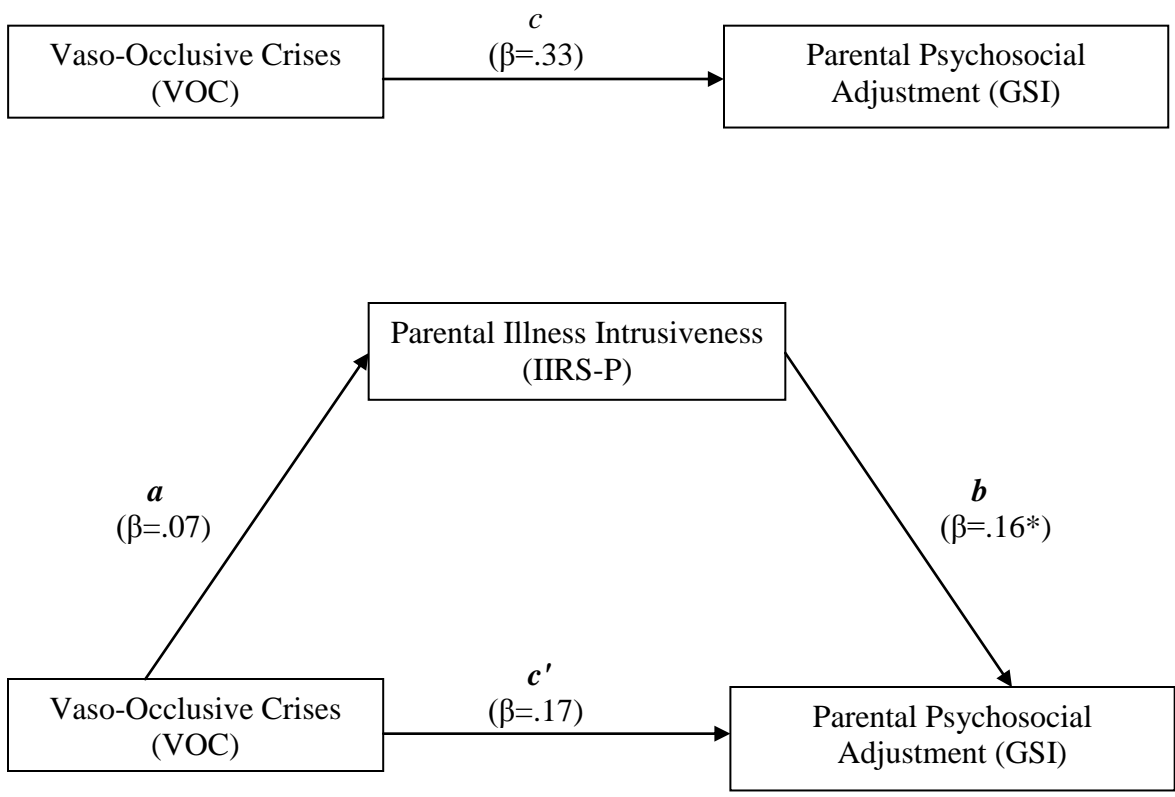 c
(β=.33)
Vaso-Occlusive Crises
(VOC)
Parental Psychosocial
Adjustment (GSI)
Parental Illness Intrusiveness
(IIRS-P)
a
(β=.07)
b
(β=.16*)
c'
(β=.17)
Vaso-Occlusive Crises
(VOC)
Parental Psychosocial
Adjustment (GSI)